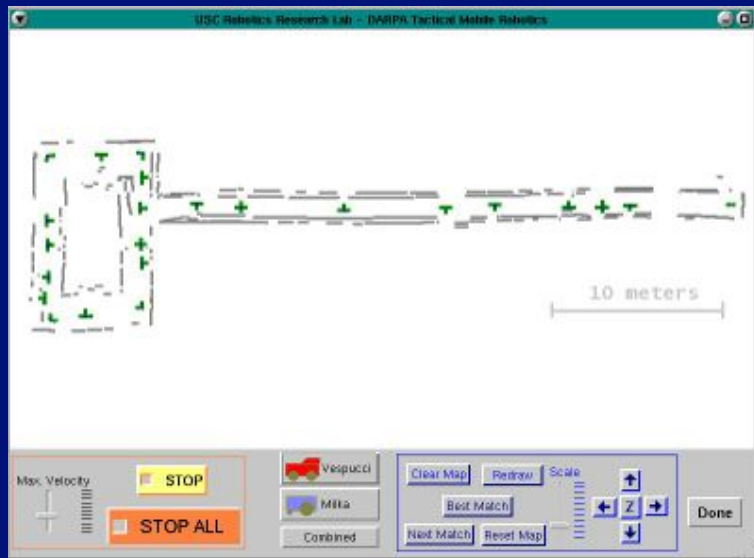 USC Robotics Research Lab - DARPA Tactical Mobile Robotics
10 meters
Max. Velocity
STOP
STOP ALL
Vespucci
Milka
Combined
Clear Map
Redraw
Scale
Best Match
Z
Next Match
Reset Map
Done